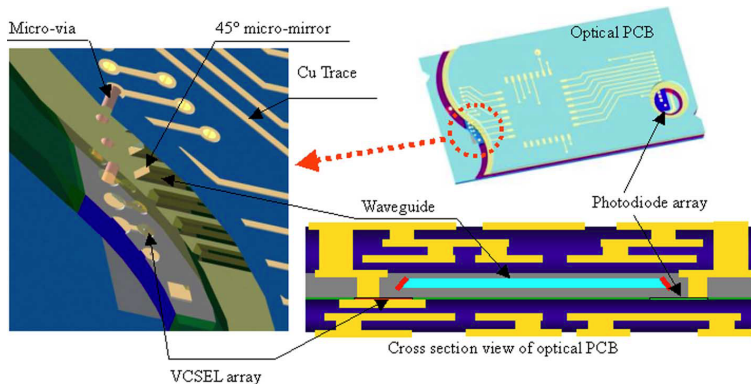 Micro-via
45° micro-mirror
Optical PCB
Cu Trace
Waveguide
Photodiode array
Cross section view of optical PCB
VCSEL array